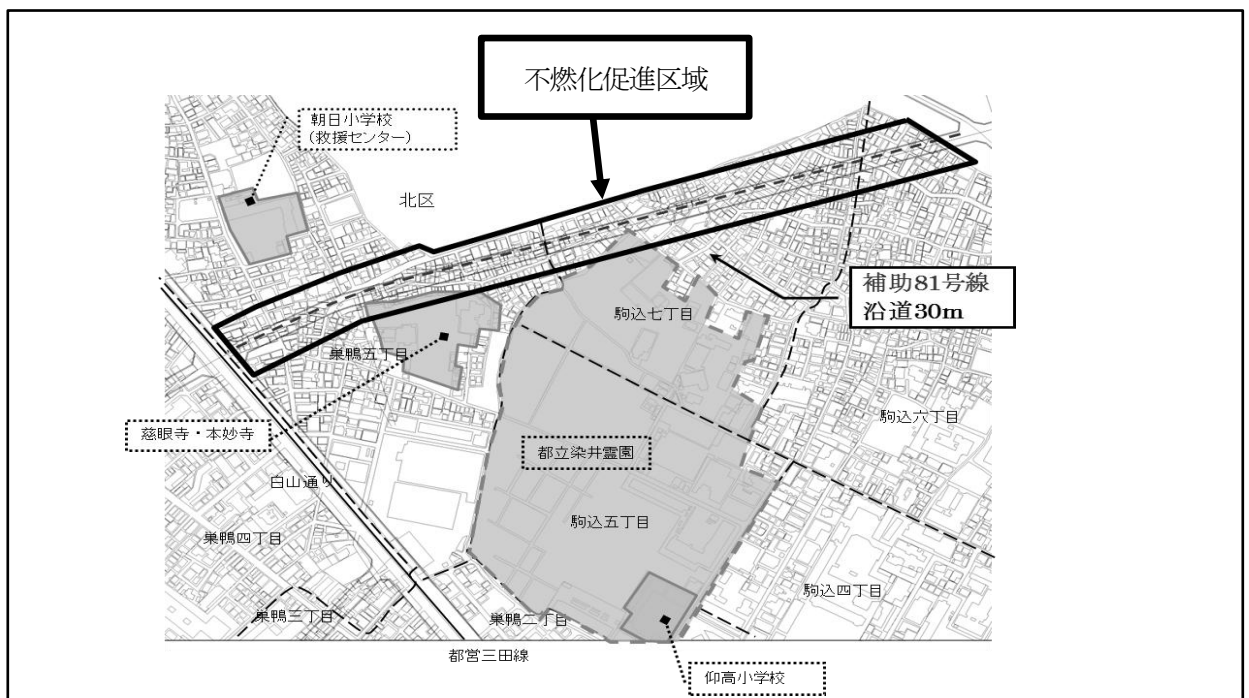 不燃化促進区域
朝日小学校
(救援センター)
北区
補助81号線
沿道30m
駒込七丁目
巣鴨五丁目
駒込六丁目
慈眼寺・本妙寺
都立染井霊園
白山通り
駒込五丁目
巣鴨四丁目
駒込四丁目
巣鴨三丁目
巣鴨二丁目
都営三田線
仰高小学校